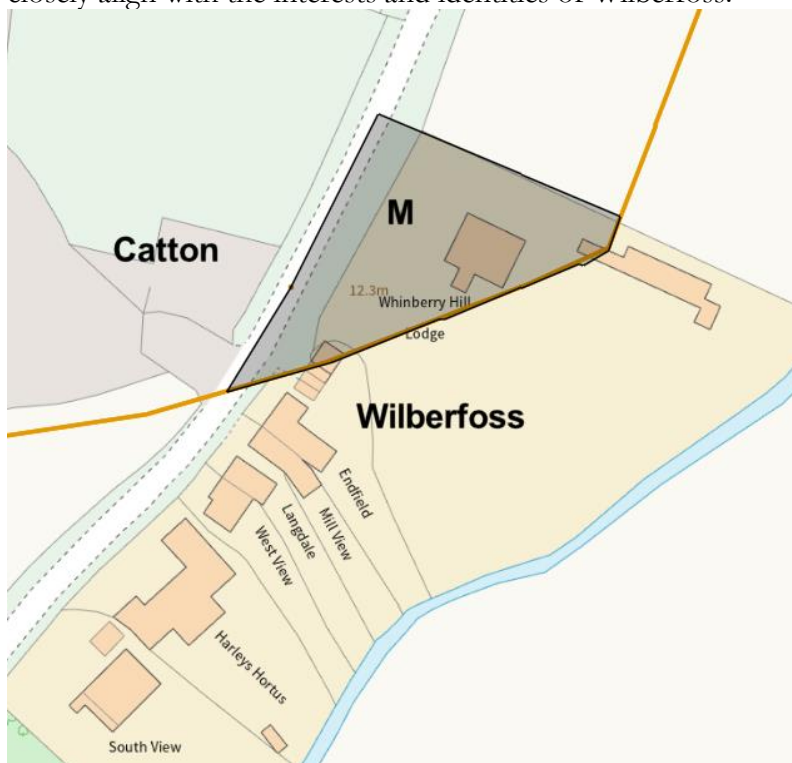 closely align with the interests and identities of Wilberfoss.
M
Catton
12.3m
Whinberry Hill
Lodge
Wilberfoss
Endfield
Mill View
Langdale
West View
Harleys Hortus
South View